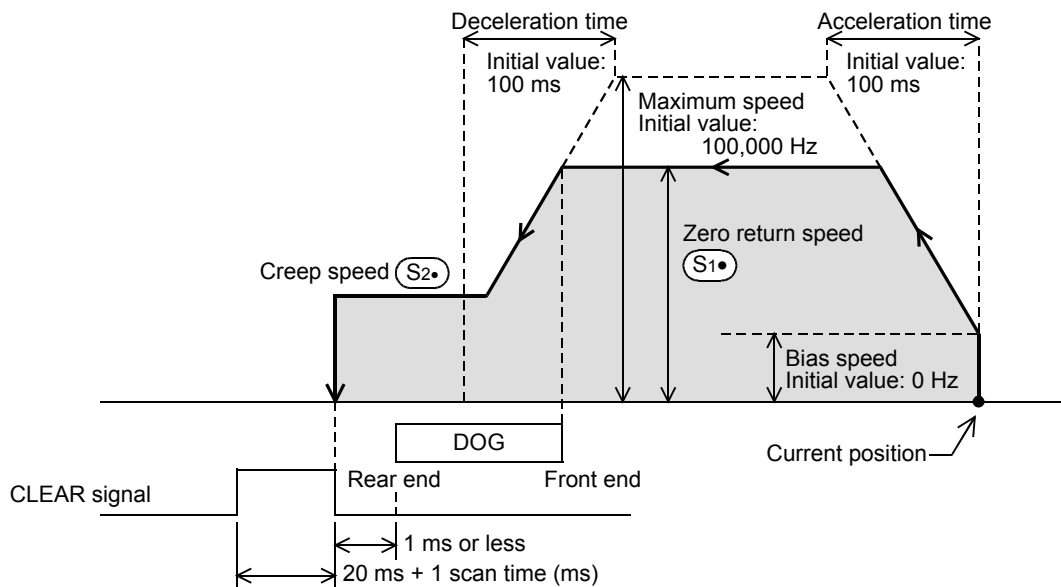 Deceleration time
Acceleration time
Initial value:
100 ms
Initial value:
100 ms
Maximum speed
Initial value:
100,000 Hz
Zero return speed
S1•
Creep speed S2•
Bias speed
Initial value: 0 Hz
DOG
Current position
Rear end
Front end
CLEAR signal
1 ms or less
20 ms + 1 scan time (ms)